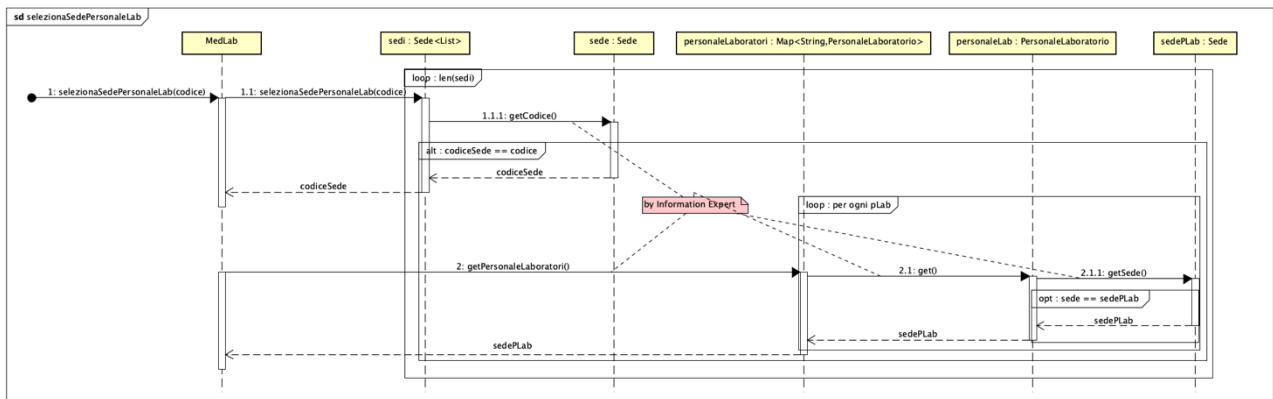 sd selezionaSedePersonaleLab
MedLab
sedi : Sede<List>
sede : Sede
personaleLaboratori : Map<String,PersonaleLaboratorio>
personaleLab : PersonaleLaboratorio
sedePLab : Sede
loop : len(sedi)
1: selezionaSedePersonaleLab(codice)
1.1: selezionaSedePersonaleLab(codice)
1.1.1: getCodice()
alt : codiceSede == codice
codiceSede
codiceSede
by Information Expert
loop : per ogni pLab
2: getPersonaleLaboratori()
2.1: get()
2.1.1: getSede()
opt : sede == sedePLab
sedePLab
sedePLab
sedePLab